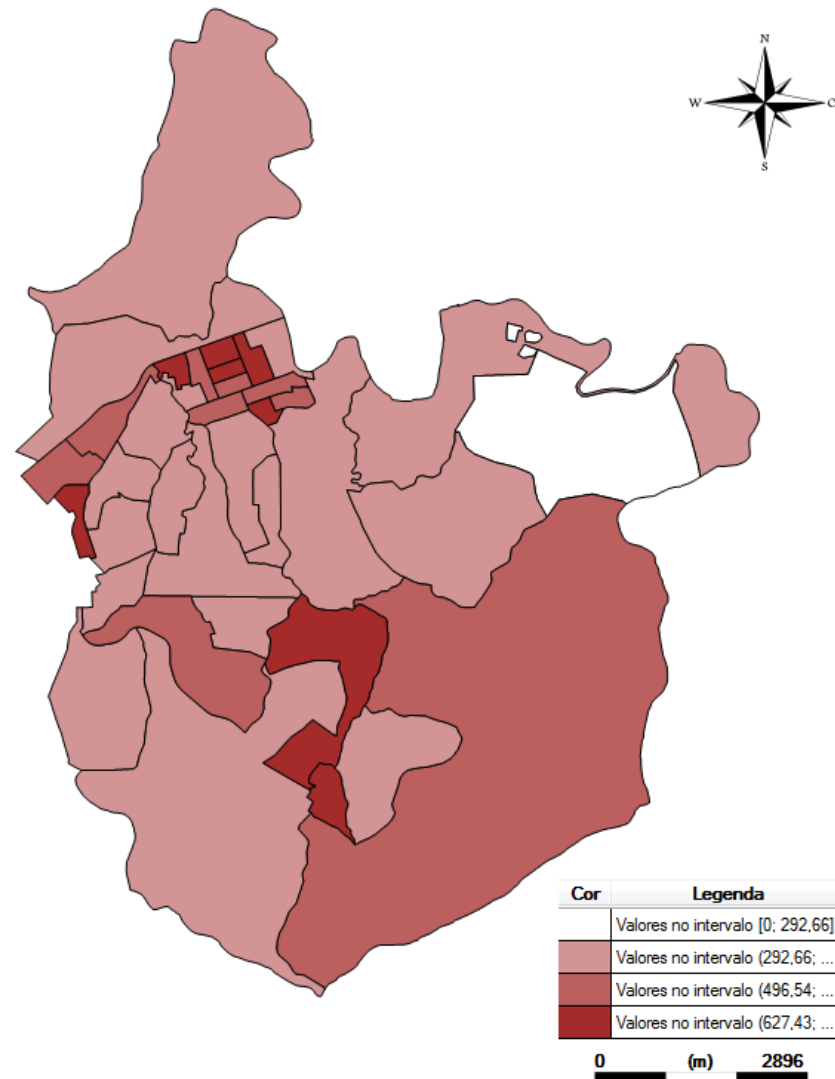 N
W
S
Cor Legenda
Valores no intervalo [0; 292,66]
Valores no intervalo (292,66; ...
Valores no intervalo (496,54; ...
Valores no intervalo (627,43; ...
0 (m) 2896